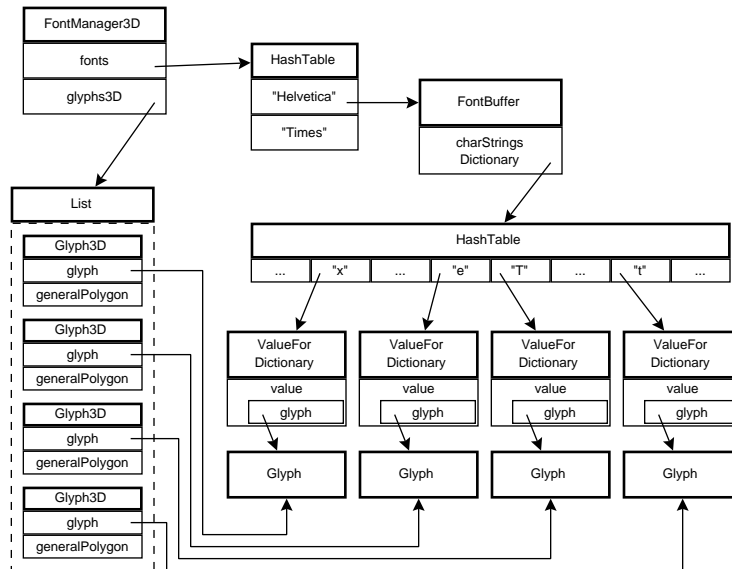 FontManager3D
fonts
glyphs3D
HashTable
"Helvetica"
"Times"
FontBuffer
charStrings
Dictionary
List
Glyph3D
glyph
generalPolygon
Glyph3D
glyph
generalPolygon
Glyph3D
glyph
generalPolygon
Glyph3D
glyph
generalPolygon
HashTable
... "x" ... "e" "T" ... "t" ...
ValueFor
Dictionary
value
glyph
Glyph
ValueFor
Dictionary
value
glyph
Glyph
ValueFor
Dictionary
value
glyph
Glyph
ValueFor
Dictionary
value
glyph
Glyph